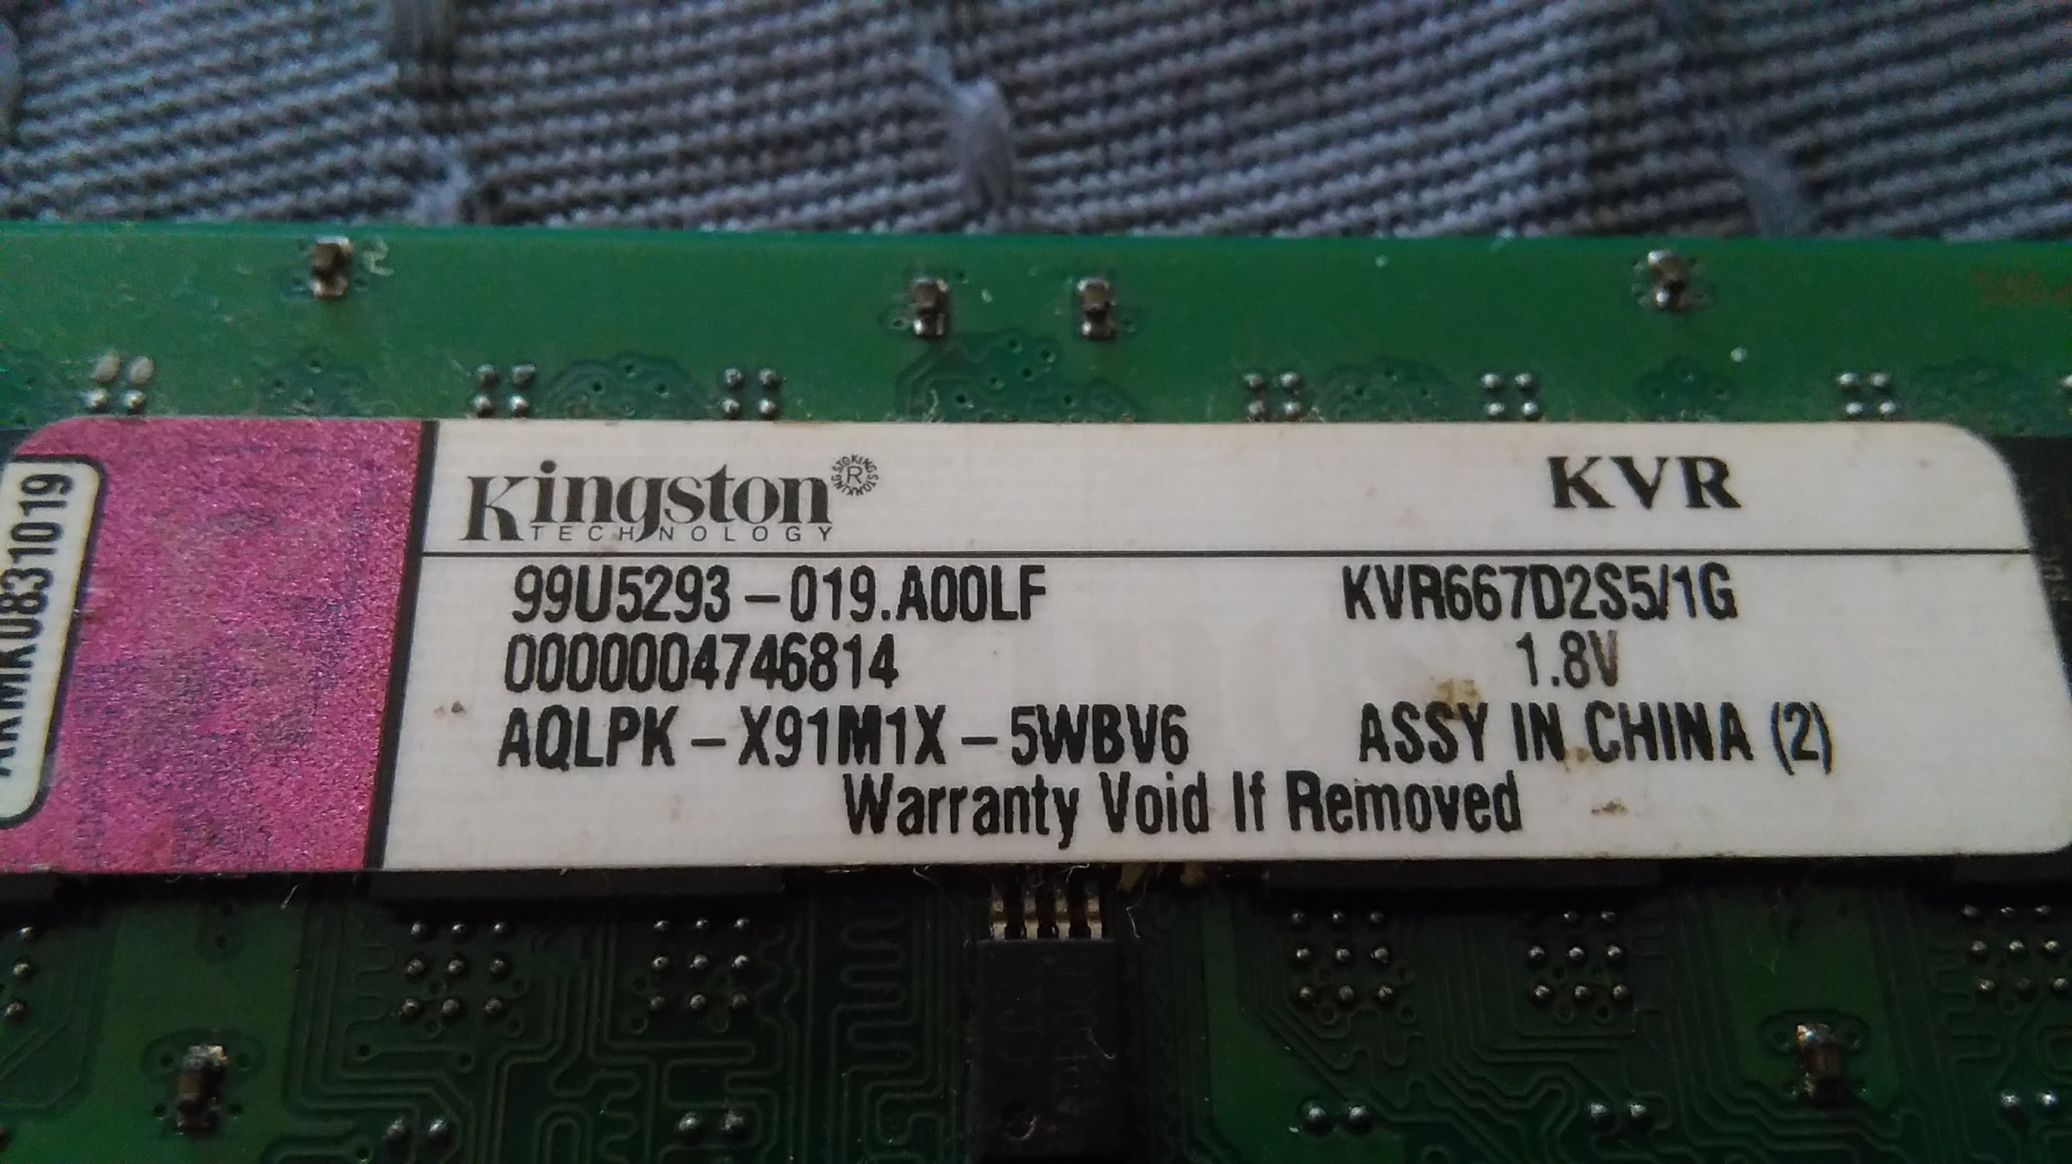 Kingston
TECHNOLOGY
KVR
99U5293-019.A00LF
KVR667D2S5/1G
0000004746814
1.8V
AQLPK-X91M1X-5WBV6
ASSY IN CHINA (2)
Warranty Void If Removed